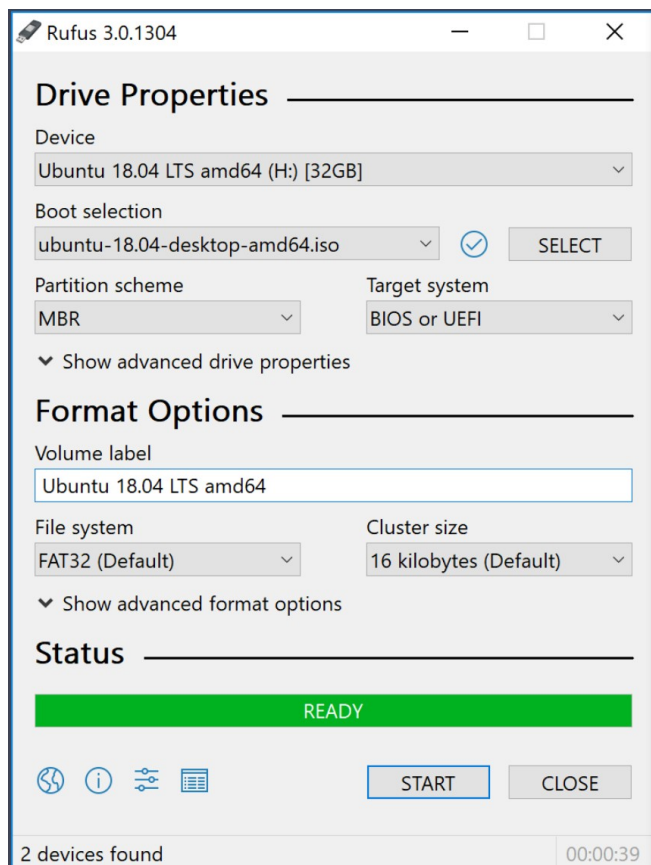 Rufus 3.0.1304
Drive Properties
Device
Ubuntu 18.04 LTS amd64 (H:) [32GB]
Boot selection
ubuntu-18.04-desktop-amd64.iso
SELECT
Partition scheme
Target system
MBR
BIOS or UEFI
Show advanced drive properties
Format Options
Volume label
Ubuntu 18.04 LTS amd64
File system
Cluster size
FAT32 (Default)
16 kilobytes (Default)
Show advanced format options
Status
READY
START
CLOSE
2 devices found
00:00:39